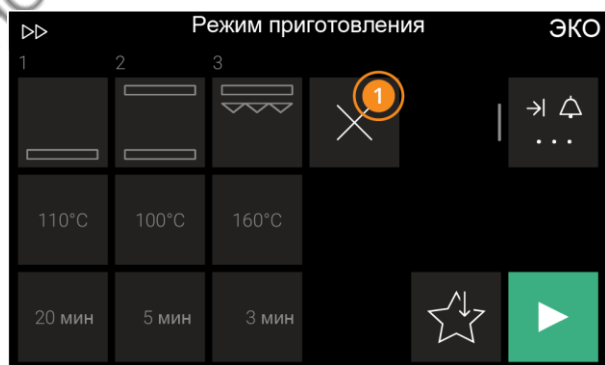 Режим приготовления ЭКО
1 2 3
1
110°C 100°C 160°C
20 мин 5 мин 3 мин